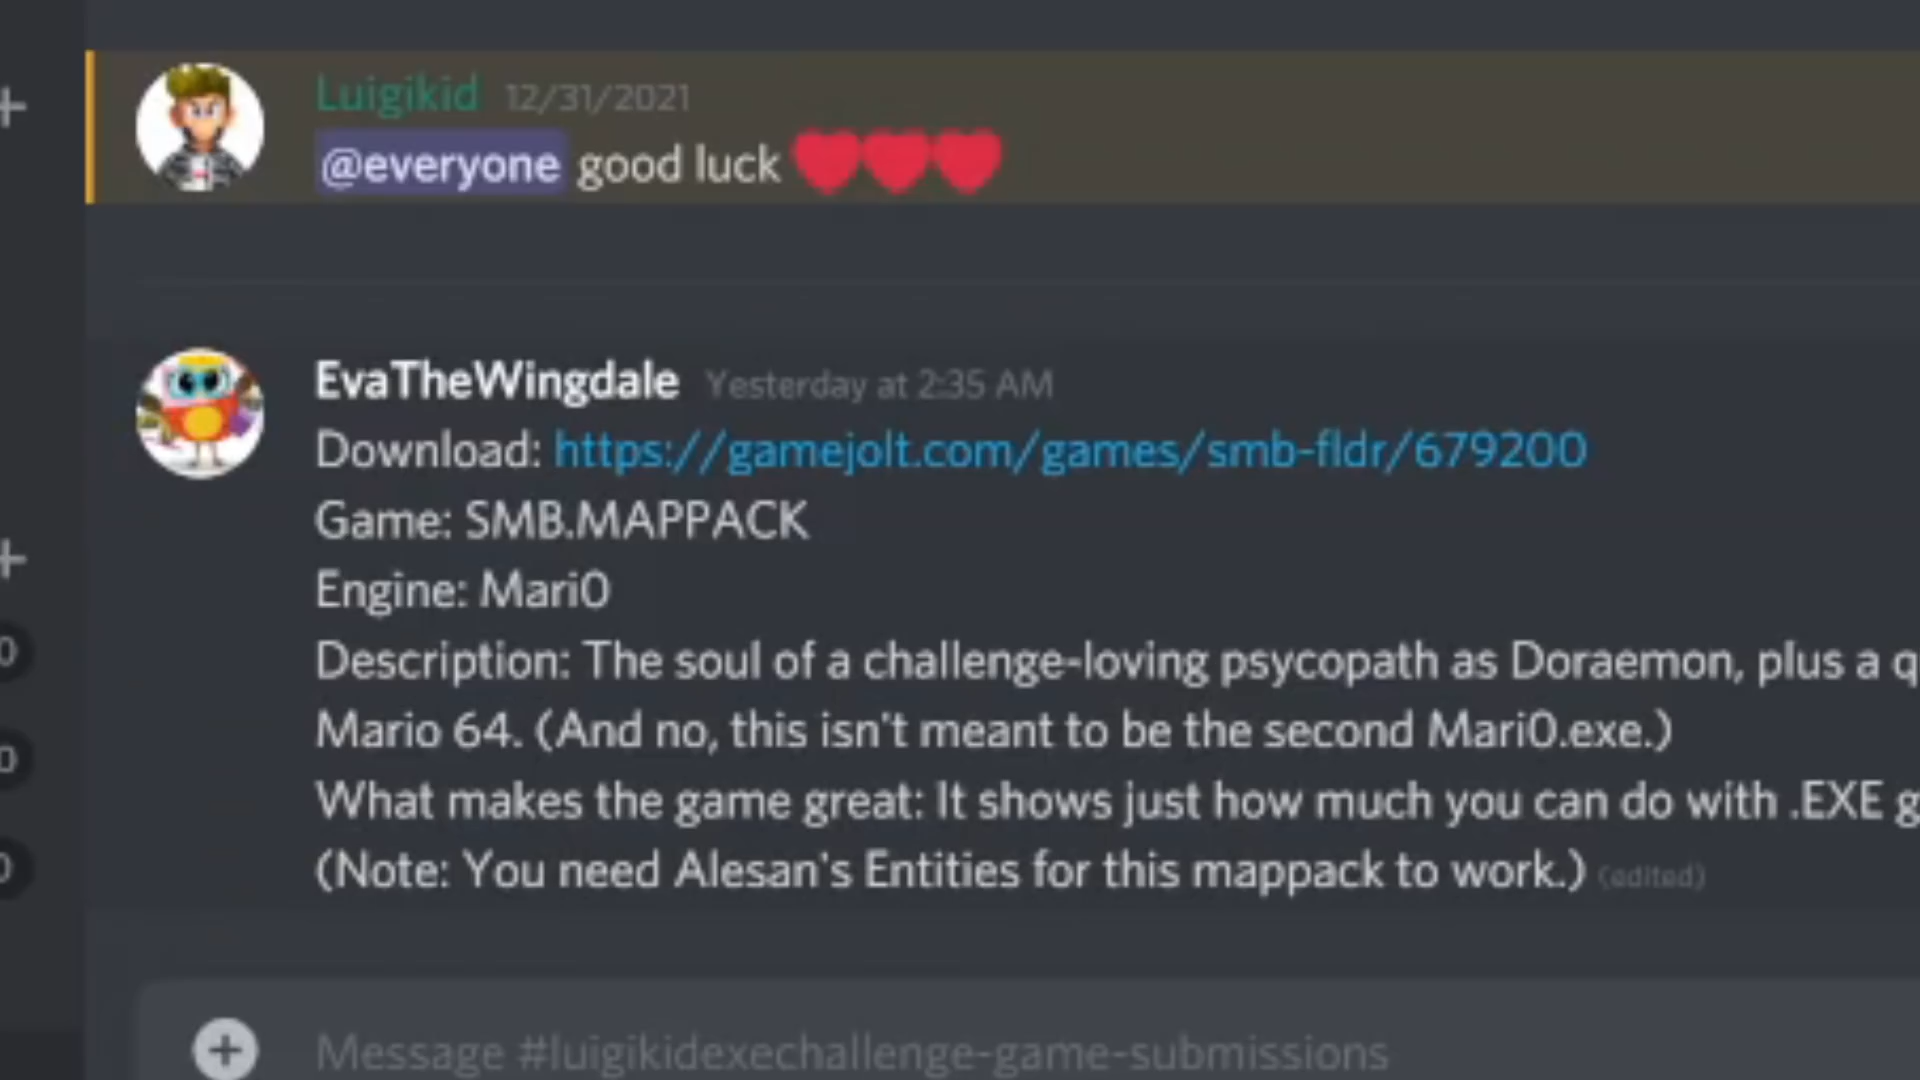 Luigikid 12/31/2021
@everyone good luck
EvaTheWingdale Yesterday at 2:35 AM
Download: https://gamejolt.com/games/smb-fldr/679200
Game: SMB.MAPPACK
Engine: Mari0
Description: The soul of a challenge-loving psycopath as Doraemon, plus a q
Mario 64. (And no, this isn't meant to be the second Mari0.exe.)
What makes the game great: It shows just how much you can do with .EXE g
(Note: You need Alesan's Entities for this mappack to work.) (edited)
Message #luigikidexechallenge-game-submissions